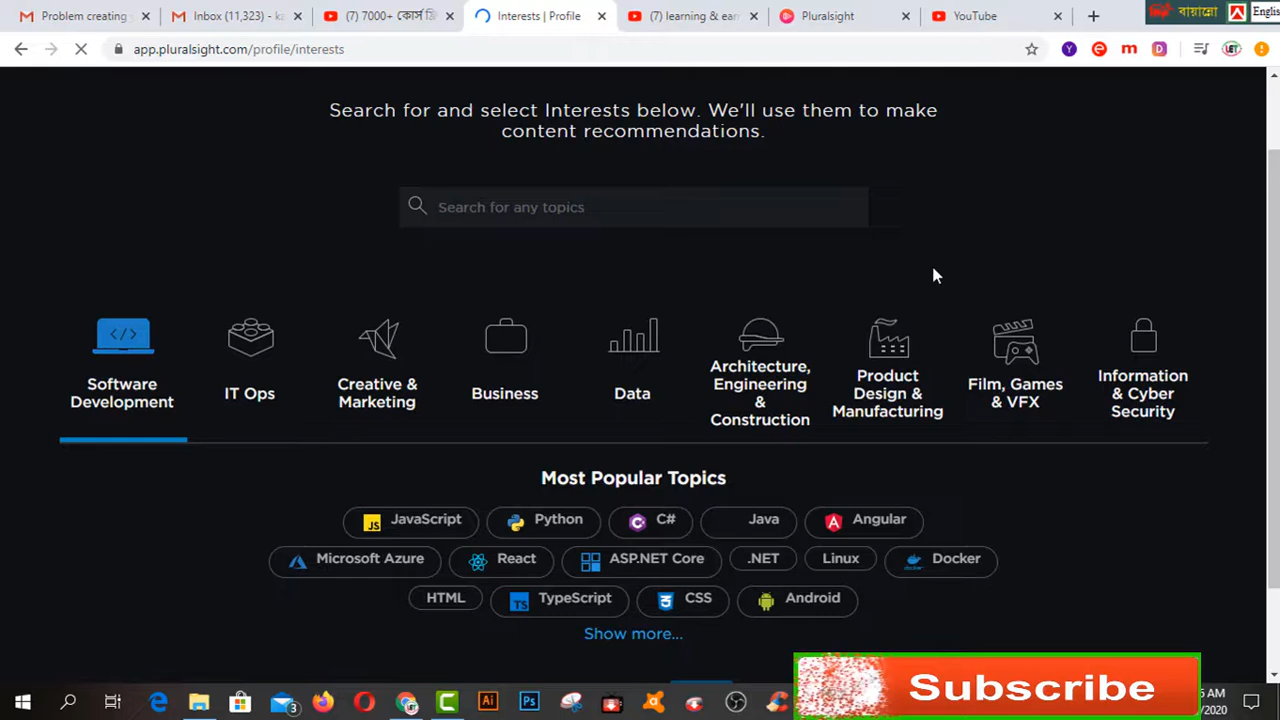 Problem creating
Inbox (11,323) - ka
(7) 7000+ কোর্স ফ্রি
Interests | Profile
(7) learning & earn
Pluralsight
YouTube
বায়ান্নো
Englis
app.pluralsight.com/profile/interests
Search for and select Interests below. We'll use them to make
content recommendations.
Search for any topics
Software
Development
IT Ops
Creative &
Marketing
Business
Data
Architecture,
Engineering
&
Construction
Product
Design &
Manufacturing
Film, Games
& VFX
Information
& Cyber
Security
Most Popular Topics
JavaScript
Python
C#
Java
Angular
Microsoft Azure
React
ASP.NET Core
.NET
Linux
Docker
HTML
TypeScript
CSS
Android
Show more...
Subscribe
AM
/2020